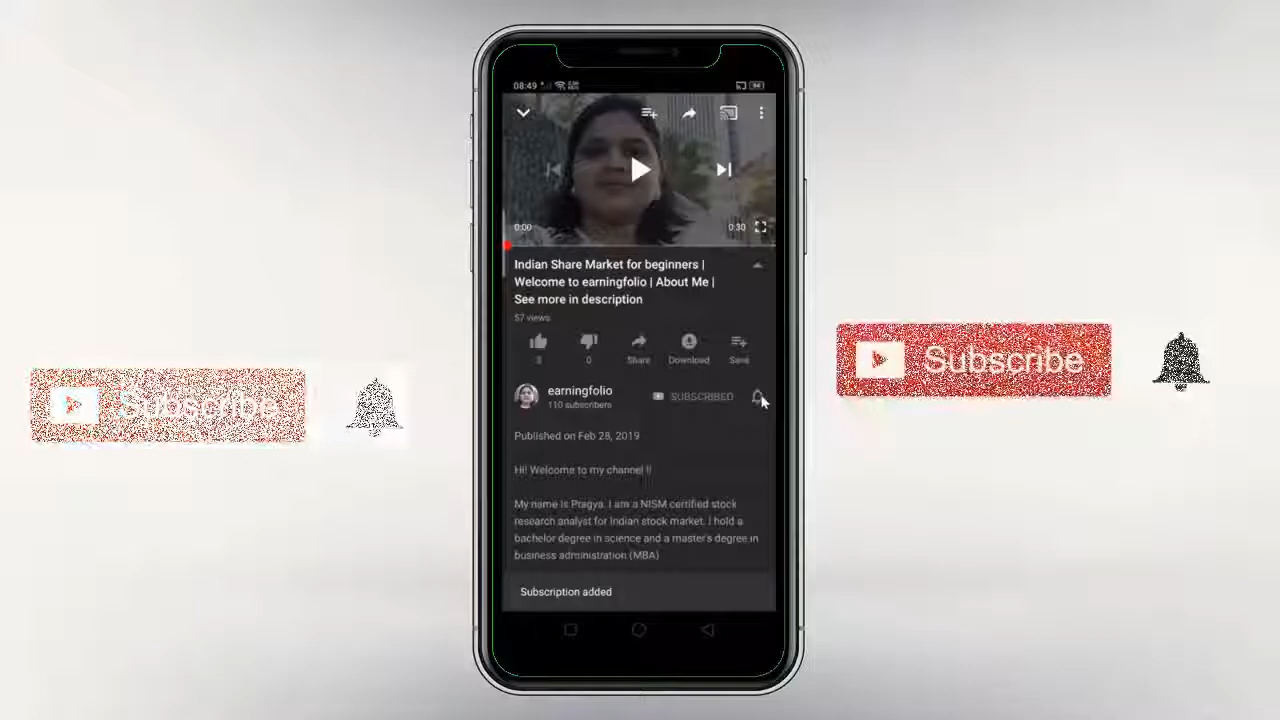 08:49
0:00
0:30
Indian Share Market for beginners |
Welcome to earningfolio | About Me |
See more in description
57 views
3
0
Share
Download
Save
earningfolio
SUBSCRIBED
110 subscribers
Published on Feb 28, 2019
Hi! Welcome to my channel !!
My name is Pragya. I am a NISM certified stock
research analyst for Indian stock market. I hold a
bachelor degree in science and a master's degree in
business administration (MBA)
Subscription added
Subscribe
Subscribe